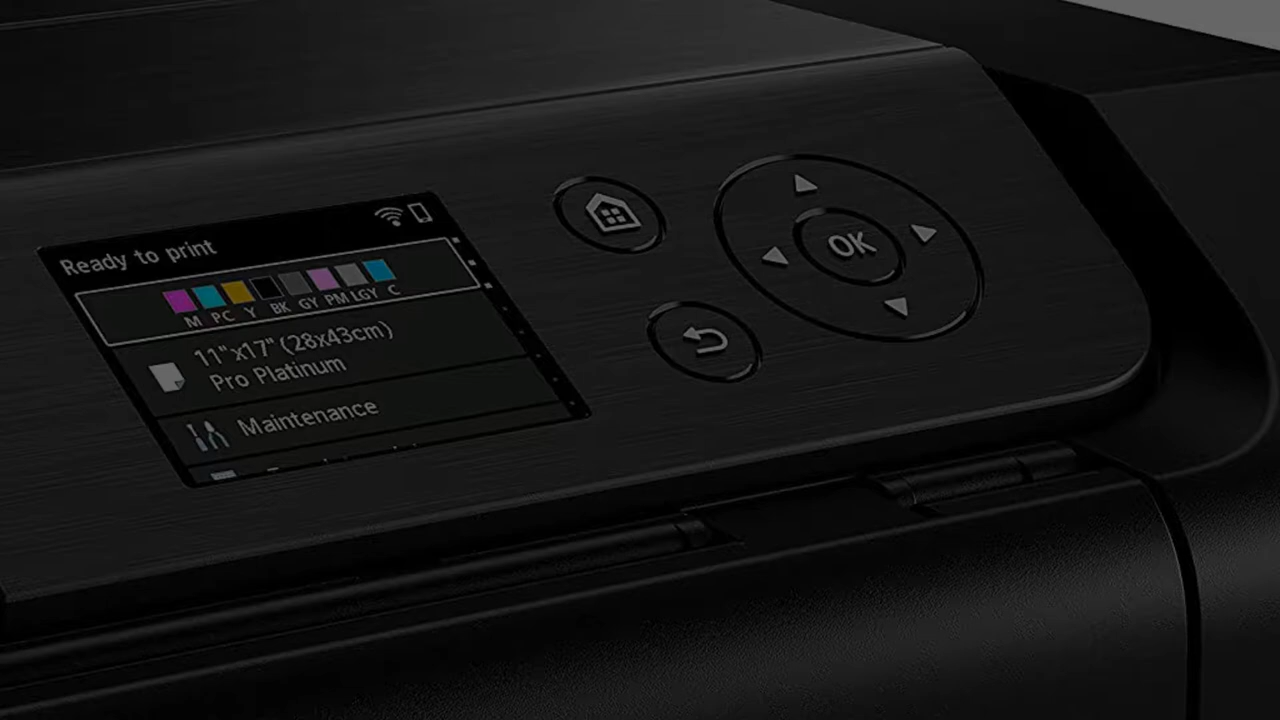 Ready to print
M PC Y BK GY PM LGY C
11"x17" (28x43cm)
Pro Platinum
Maintenance
OK